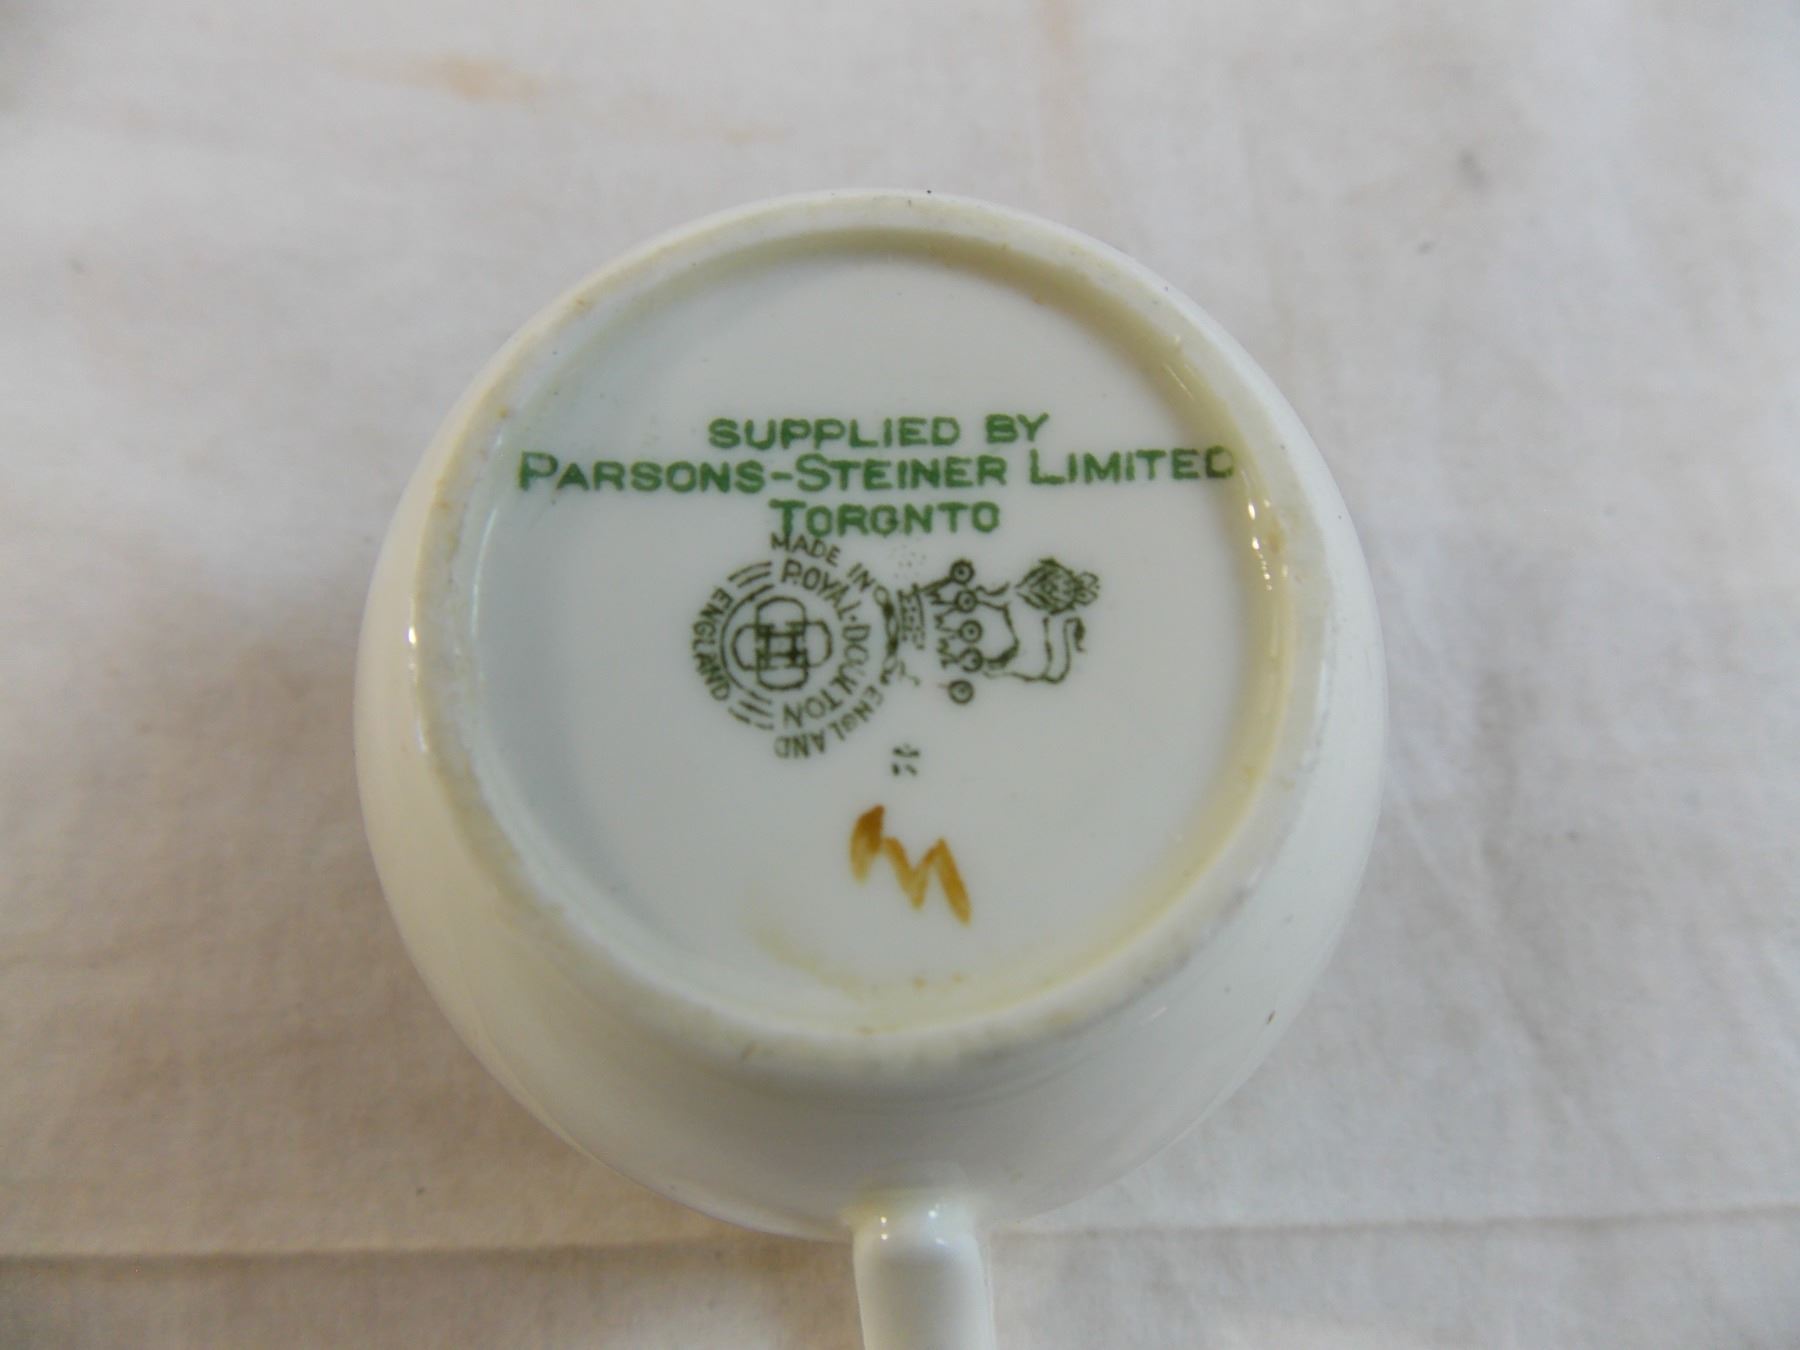 SUPPLIED BY
PARSONS-STEINER LIMITED
TORONTO
MADE IN
ENGLAND
ROYAL·DOULTON
ENGLAND